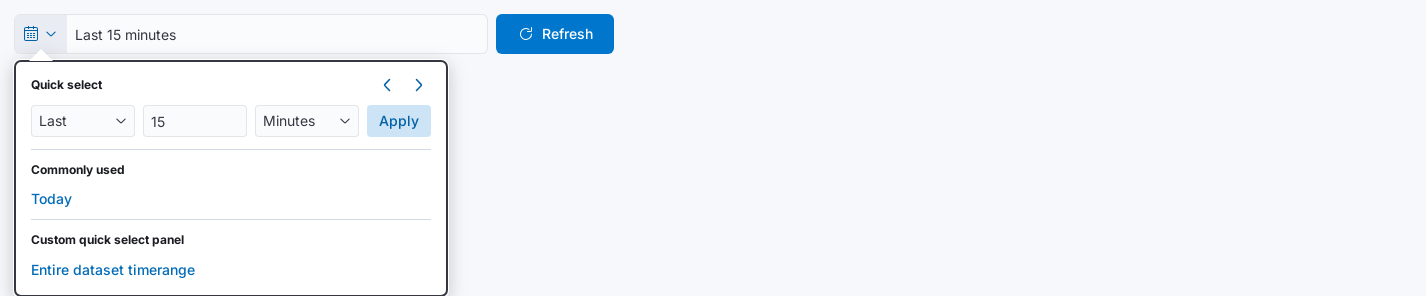 Last 15 minutes Refresh
Quick select
Last 15 Minutes Apply
Commonly used
Today
Custom quick select panel
Entire dataset timerange